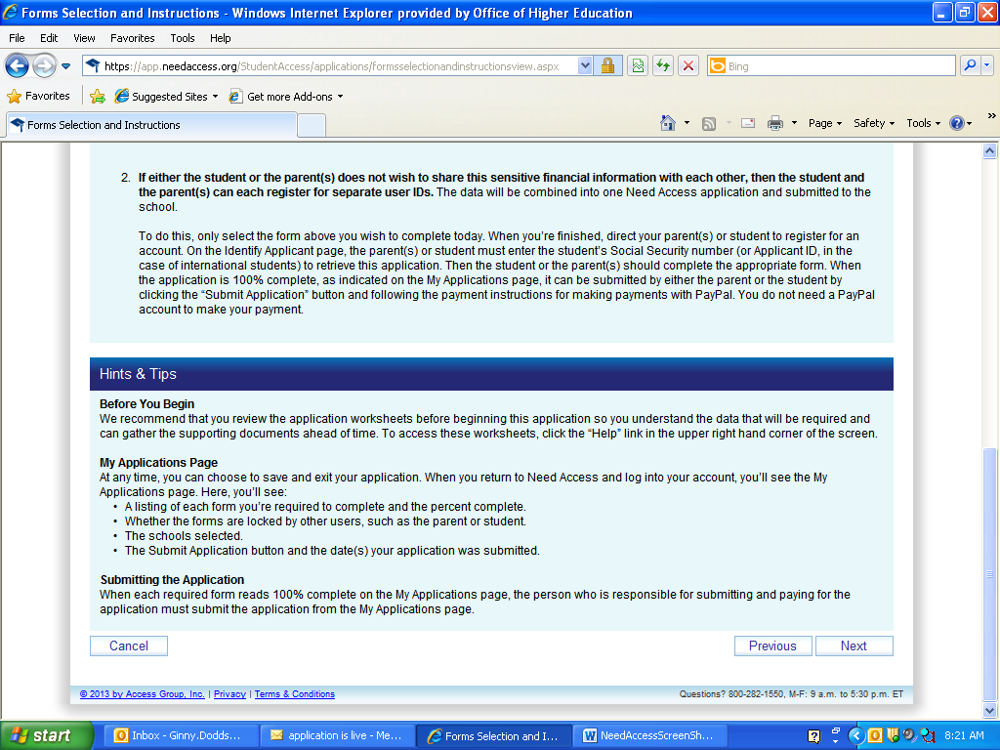 Forms Selection and Instructions - Windows Internet Explorer provided by Office of Higher Education
File Edit View Favorites Tools Help
https://app.needaccess.org/StudentAccess/applications/formsselectionandinstructionsview.aspx Bing
Favorites Suggested Sites Get more Add-ons
Forms Selection and Instructions Page Safety Tools
2. If either the student or the parent(s) does not wish to share this sensitive financial information with each other, then the student and
the parent(s) can each register for separate user IDs. The data will be combined into one Need Access application and submitted to the
school.
To do this, only select the form above you wish to complete today. When you're finished, direct your parent(s) or student to register for an
account. On the Identify Applicant page, the parent(s) or student must enter the student's Social Security number (or Applicant ID, in the
case of international students) to retrieve this application. Then the student or the parent(s) should complete the appropriate form. When
the application is 100% complete, as indicated on the My Applications page, it can be submitted by either the parent or the student by
clicking the “Submit Application” button and following the payment instructions for making payments with PayPal. You do not need a PayPal
account to make your payment.
Hints & Tips
Before You Begin
We recommend that you review the application worksheets before beginning this application so you understand the data that will be required and
can gather the supporting documents ahead of time. To access these worksheets, click the “Help” link in the upper right hand corner of the screen.
My Applications Page
At any time, you can choose to save and exit your application. When you return to Need Access and log into your account, you'll see the My
Applications page. Here, you'll see:
• A listing of each form you're required to complete and the percent complete.
• Whether the forms are locked by other users, such as the parent or student.
• The schools selected.
• The Submit Application button and the date(s) your application was submitted.
Submitting the Application
When each required form reads 100% complete on the My Applications page, the person who is responsible for submitting and paying for the
application must submit the application from the My Applications page.
Cancel Previous Next
© 2013 by Access Group, Inc. | Privacy | Terms & Conditions Questions? 800-282-1550, M-F: 9 a.m. to 5:30 p.m. ET
start Inbox - Ginny.Dodds... application is live - Me... Forms Selection and I... NeedAccessScreenSh... 8:21 AM